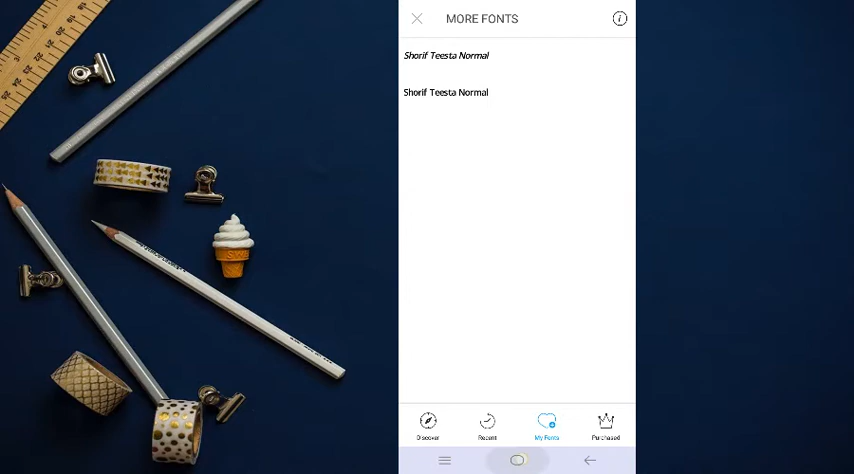 MORE FONTS
Shorif Teesta Normal
Shorif Teesta Normal
Discover
Recent
My Fonts
Purchased